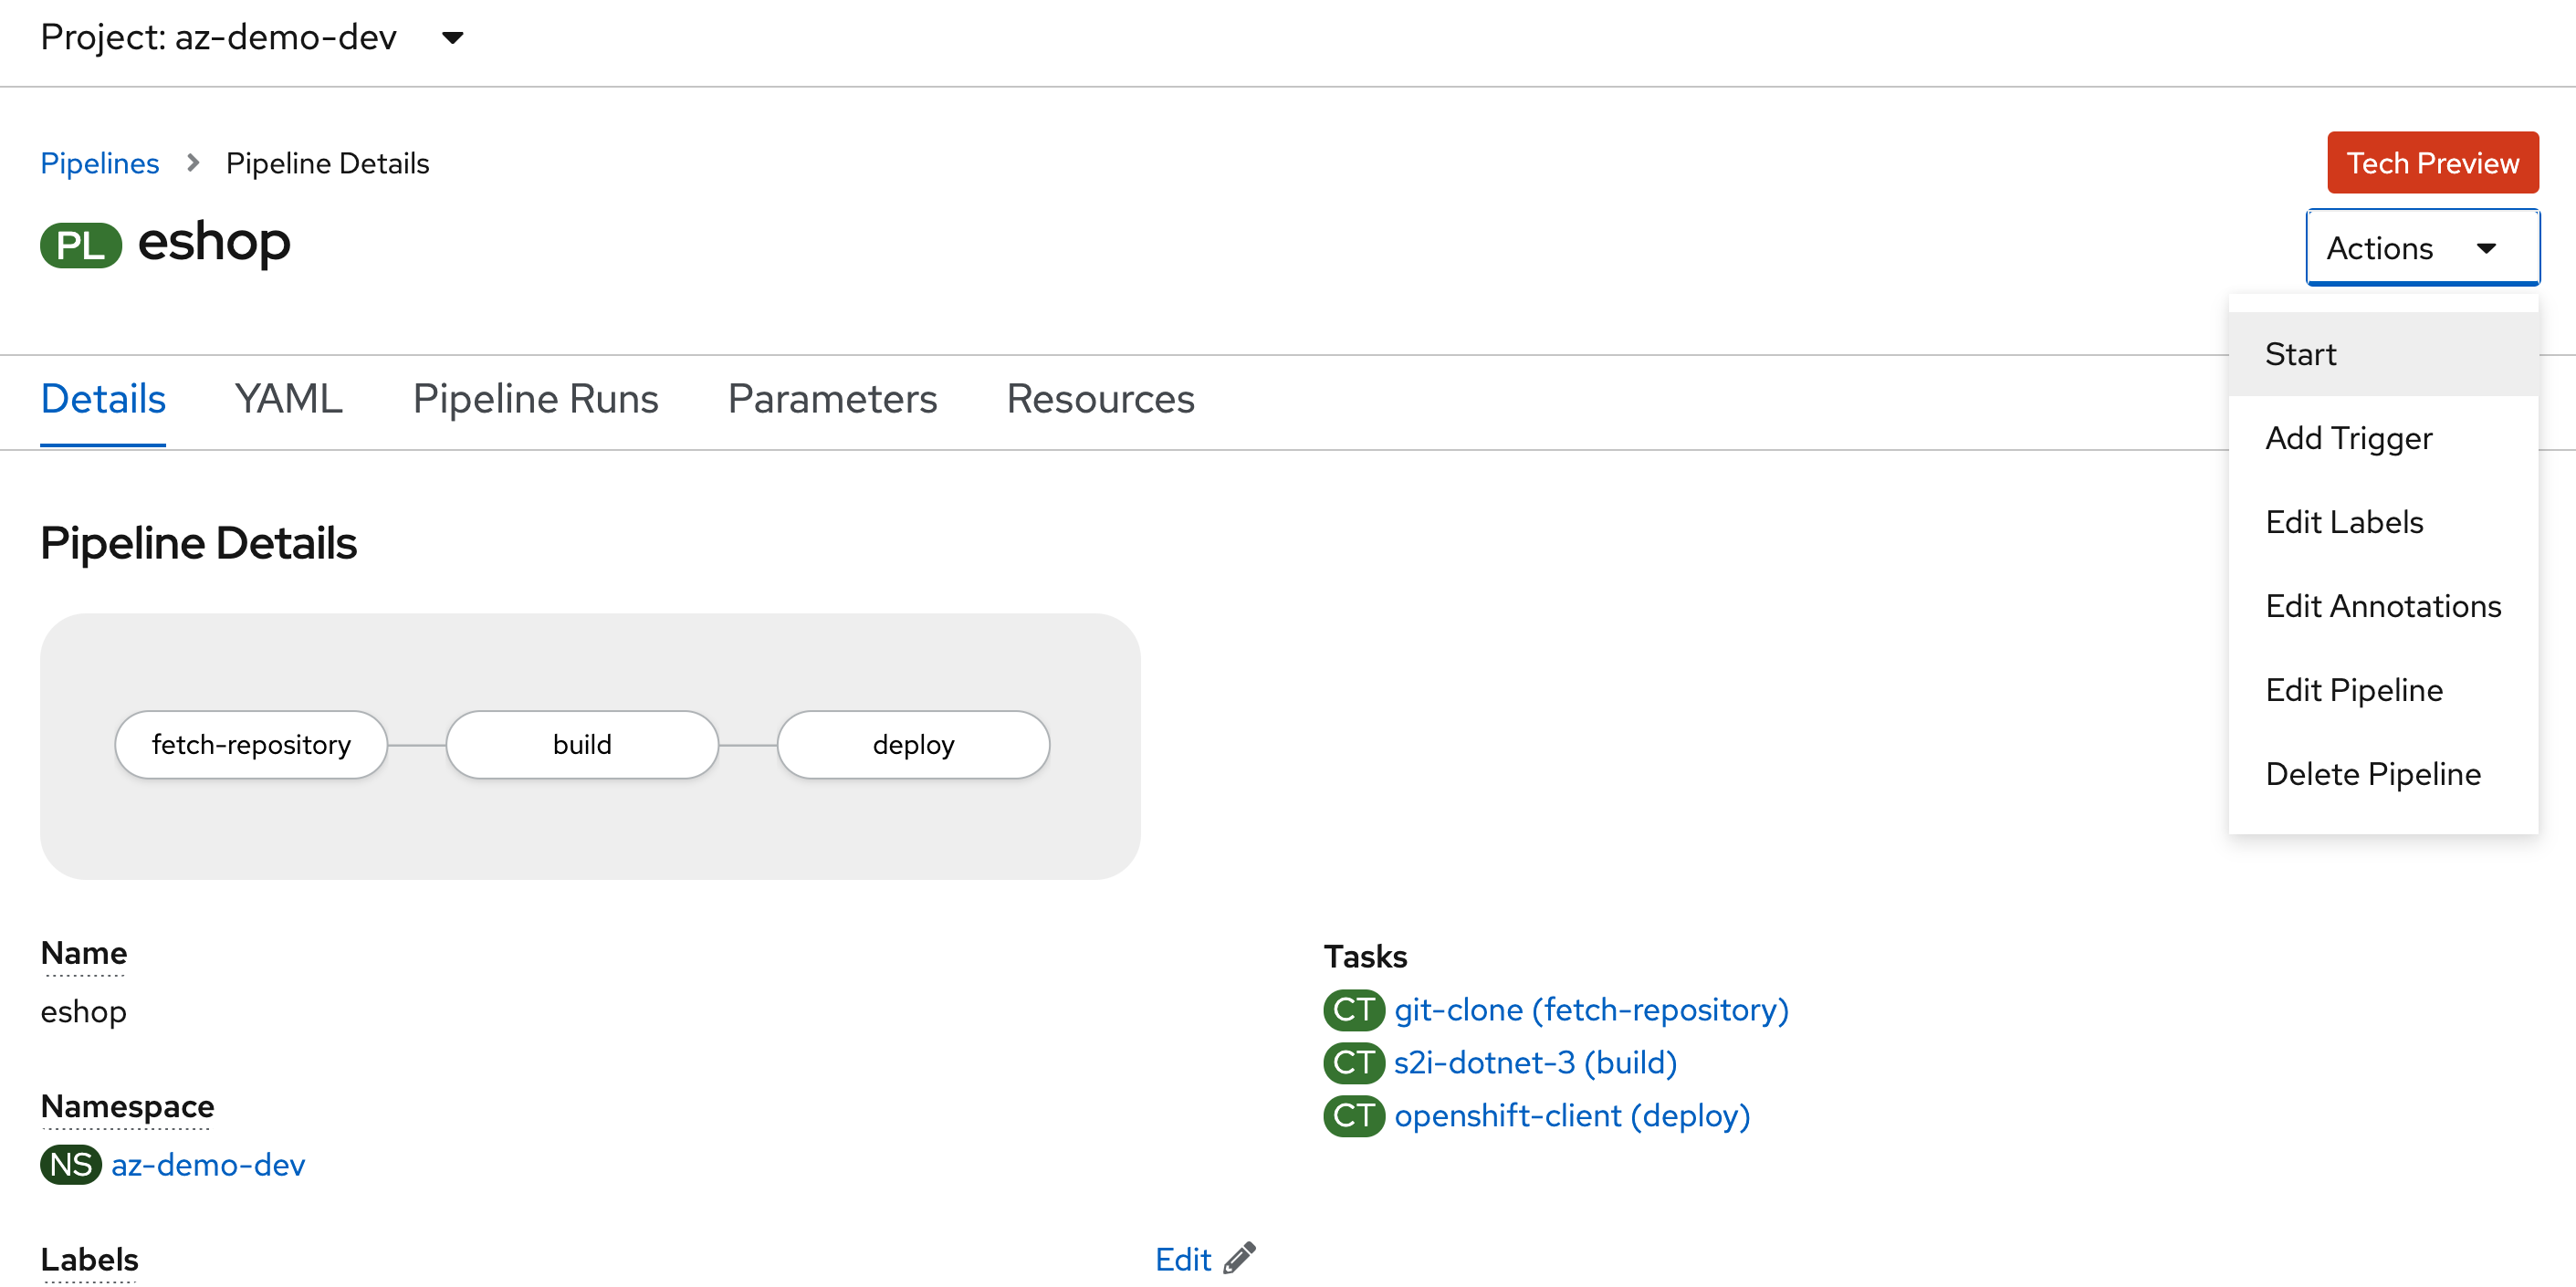 Project: az-demo-dev
Pipelines > Pipeline Details
Tech Preview
PL eshop
Actions
Start
Add Trigger
Edit Labels
Edit Annotations
Edit Pipeline
Delete Pipeline
Details YAML Pipeline Runs Parameters Resources
Pipeline Details
fetch-repository build deploy
Name
eshop
Namespace
NS az-demo-dev
Labels
Edit
Tasks
CT git-clone (fetch-repository)
CT s2i-dotnet-3 (build)
CT openshift-client (deploy)